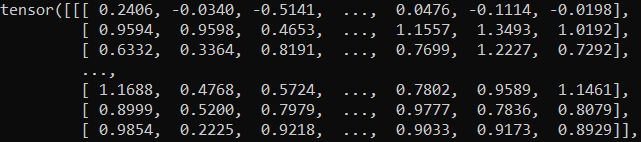 tensor([[[ 0.2406, -0.0340, -0.5141, ..., 0.0476, -0.1114, -0.0198],
[ 0.9594, 0.9598, 0.4653, ..., 1.1557, 1.3493, 1.0192],
[ 0.6332, 0.3364, 0.8191, ..., 0.7699, 1.2227, 0.7292],
...,
[ 1.1688, 0.4768, 0.5724, ..., 0.7802, 0.9589, 1.1461],
[ 0.8999, 0.5200, 0.7979, ..., 0.9777, 0.7836, 0.8079],
[ 0.9854, 0.2225, 0.9218, ..., 0.9033, 0.9173, 0.8929]],